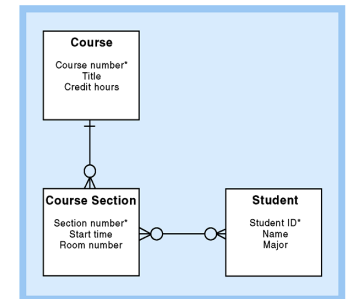 Course
Course number*
Title
Credit hours
Course Section
Section number*
Start time
Room number
Student
Student ID*
Name
Major